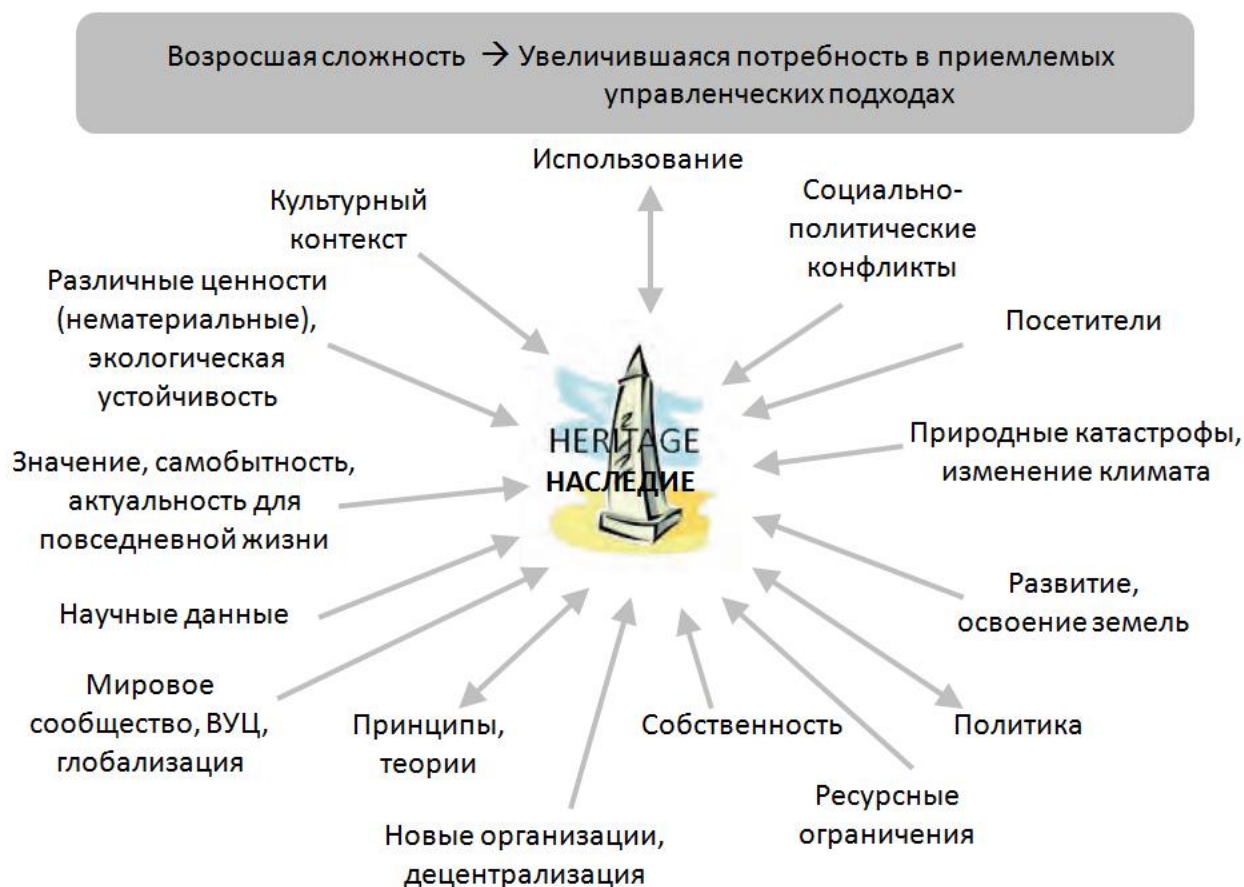 Возросшая сложность → Увеличившаяся потребность в приемлемых
управленческих подходах
Использование
Культурный
контекст
Социально-
политические
конфликты
Различные ценности
(нематериальные),
экологическая
устойчивость
Посетители
HERITAGE
НАСЛЕДИЕ
Природные катастрофы,
изменение климата
Значение, самобытность,
актуальность для
повседневной жизни
Развитие,
освоение земель
Научные данные
Мировое
сообщество, ВУЦ,
глобализация
Принципы,
теории
Собственность
Политика
Ресурсные
ограничения
Новые организации,
децентрализация